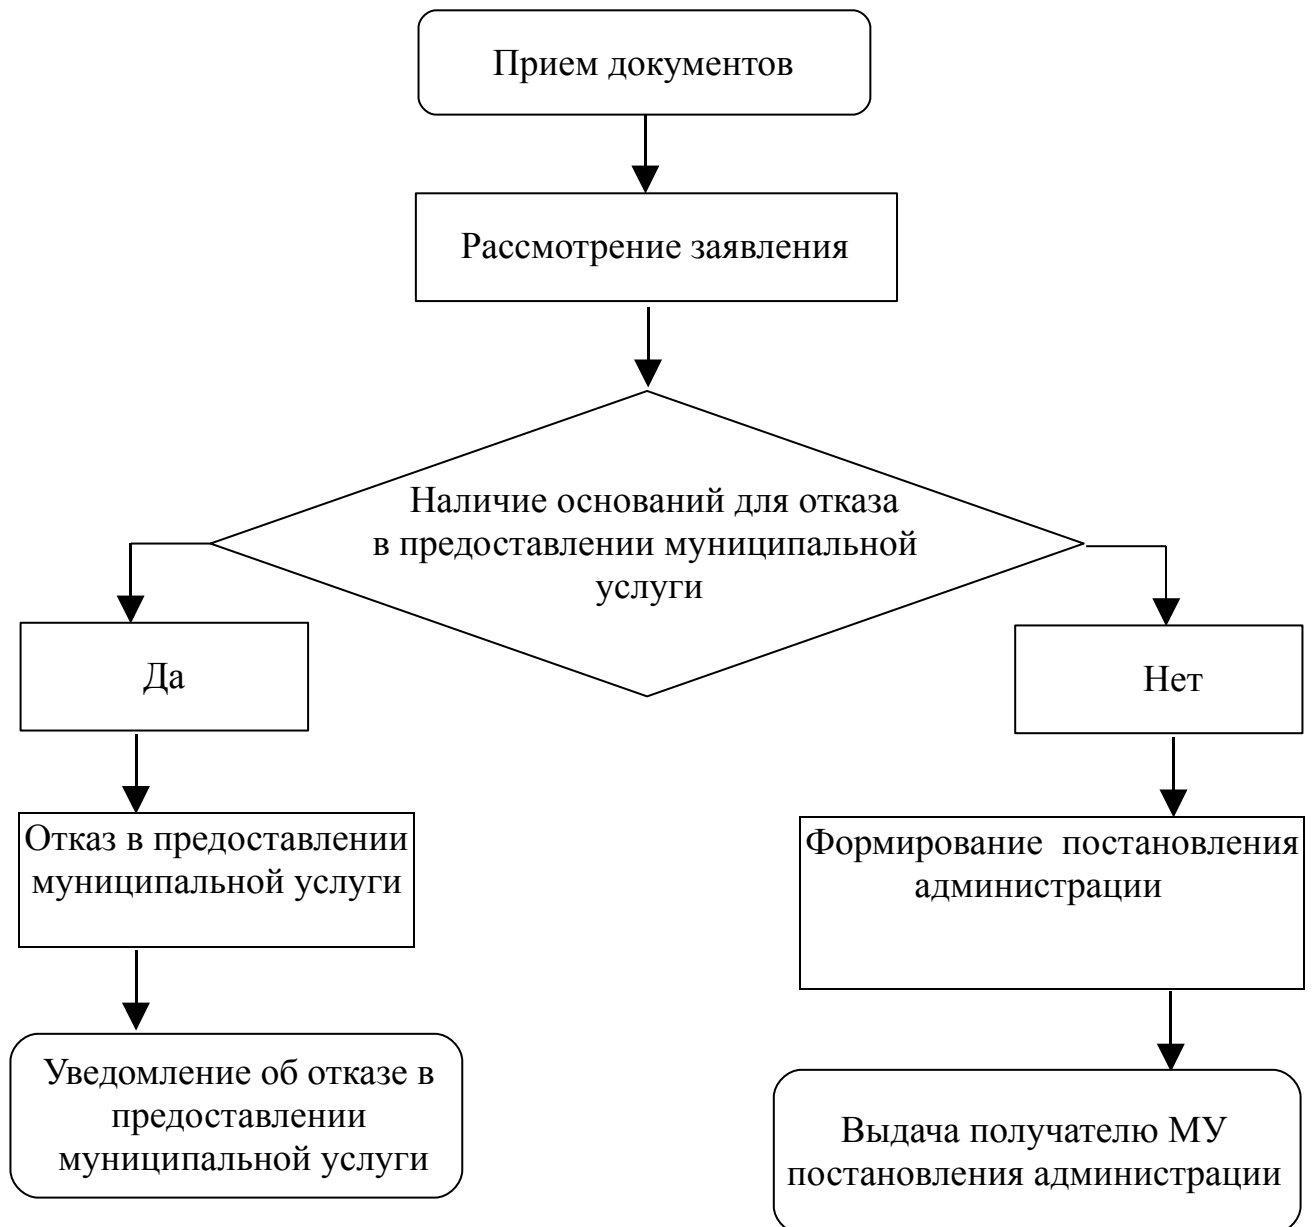 Прием документов
Рассмотрение заявления
Наличие оснований для отказа
в предоставлении муниципальной
услуги
Да
Нет
Отказ в предоставлении
муниципальной услуги
Формирование постановления
администрации
Уведомление об отказе в
предоставлении
муниципальной услуги
Выдача получателю МУ
постановления администрации